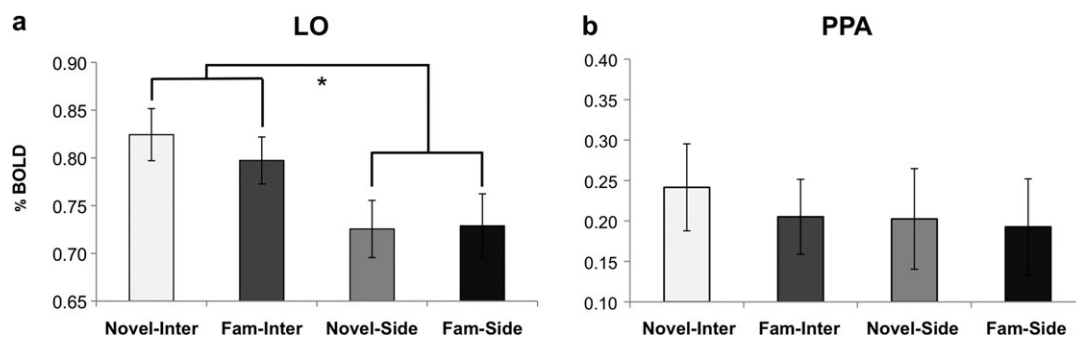 a
LO
0.90
0.85
0.80
0.75
0.70
0.65
% BOLD
*
Novel-Inter Fam-Inter Novel-Side Fam-Side
b
PPA
0.40
0.35
0.30
0.25
0.20
0.15
0.10
Novel-Inter Fam-Inter Novel-Side Fam-Side